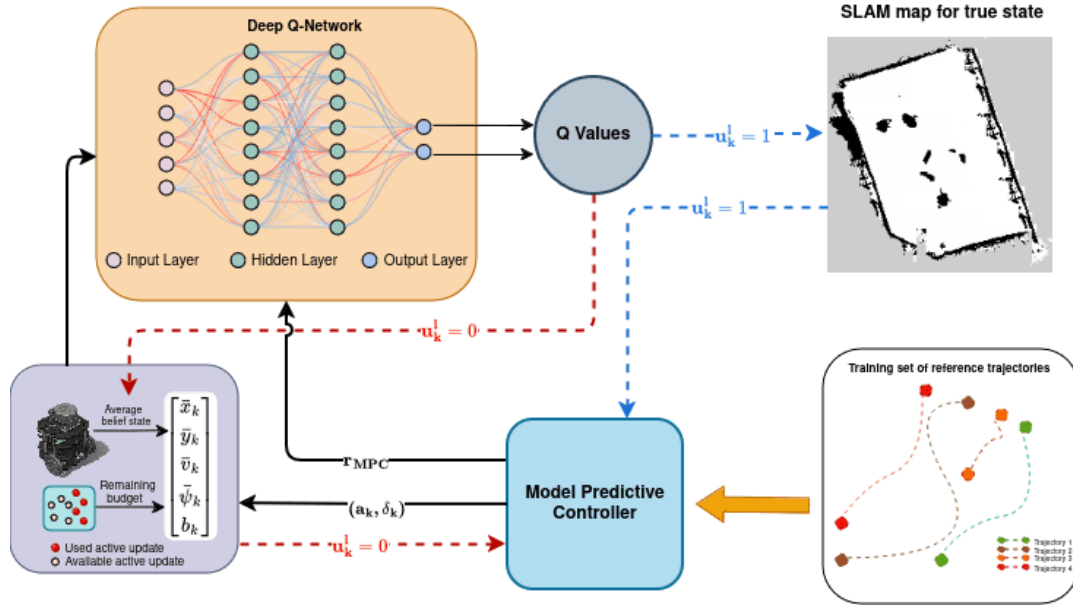 Deep Q-Network
Input Layer
Hidden Layer
Output Layer
Q Values
u_k^l = 1
SLAM map for true state
u_k^l = 1
u_k^l = 0
Average
belief state
Remaining
budget
x̄_k
ȳ_k
v̄_k
ψ̄_k
b_k
Used active update
Available active update
r_MPC
(a_k, δ_k)
u_k^l = 0
Model Predictive
Controller
Training set of reference trajectories
Trajectory 1
Trajectory 2
Trajectory 3
Trajectory 4